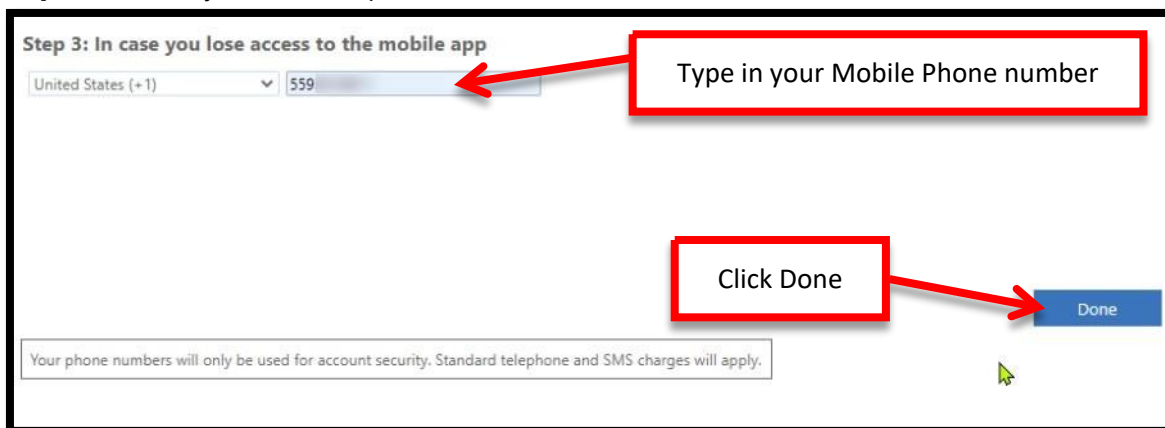 Step 3: In case you lose access to the mobile app
United States (+1)
559
Type in your Mobile Phone number
Click Done
Done
Your phone numbers will only be used for account security. Standard telephone and SMS charges will apply.